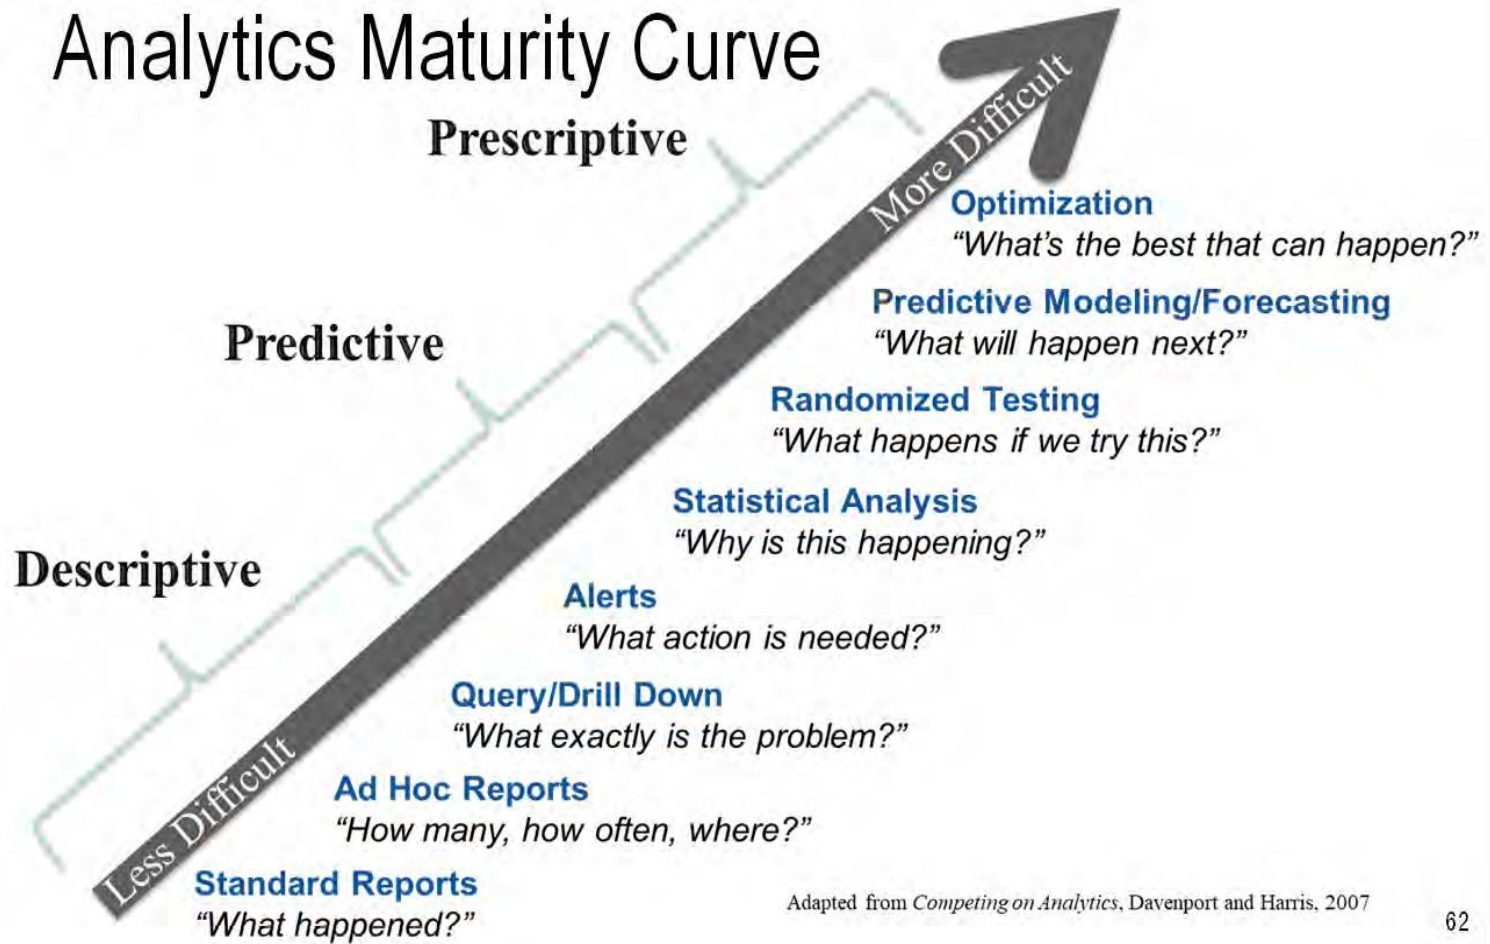 Analytics Maturity Curve
Prescriptive
More Difficult
Optimization
“What’s the best that can happen?”
Predictive Modeling/Forecasting
“What will happen next?”
Predictive
Randomized Testing
“What happens if we try this?”
Statistical Analysis
“Why is this happening?”
Descriptive
Alerts
“What action is needed?”
Query/Drill Down
“What exactly is the problem?”
Less Difficult
Ad Hoc Reports
“How many, how often, where?”
Standard Reports
“What happened?”
Adapted from Competing on Analytics, Davenport and Harris, 2007
62